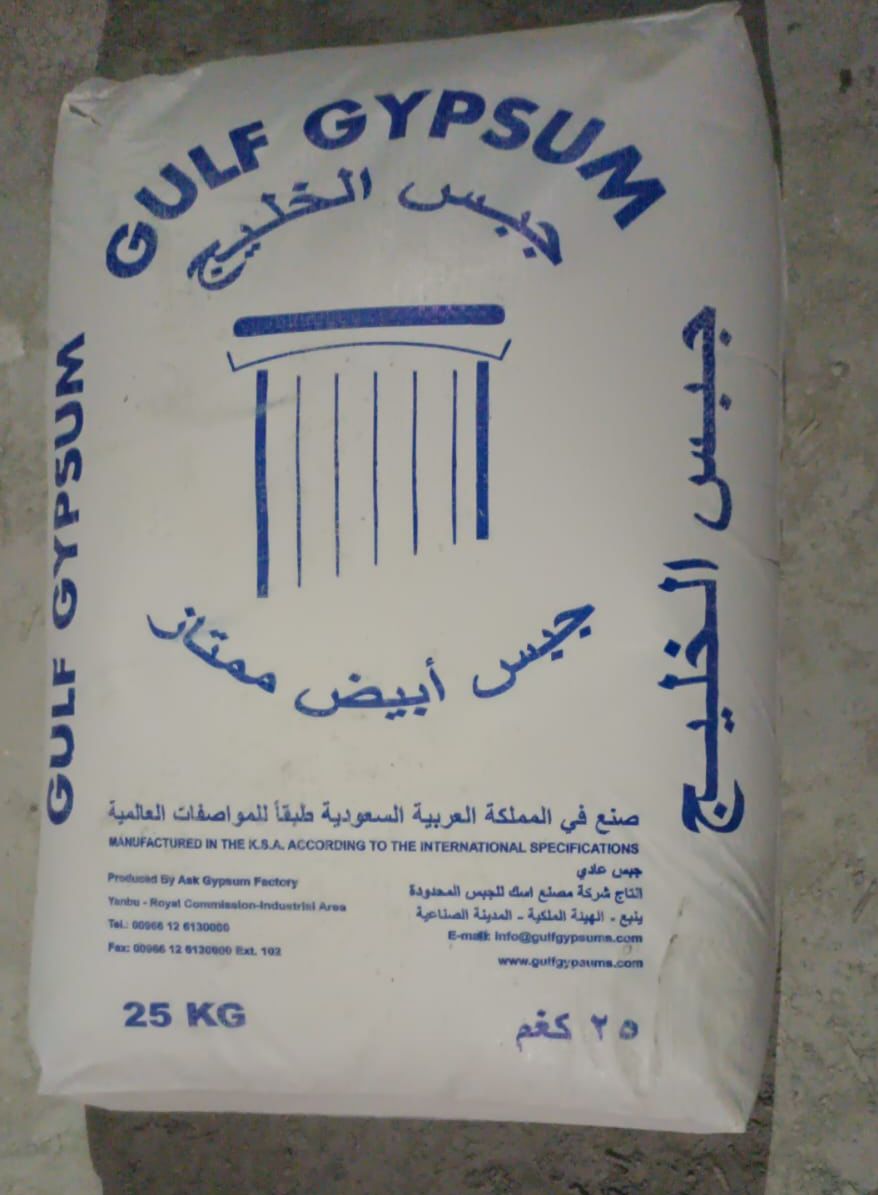 GULF GYPSUM
جبس الخليج
GULF GYPSUM
جبس الخليج
جبس أبيض ممتاز
صنع في المملكة العربية السعودية طبقاً للمواصفات العالمية
MANUFACTURED IN THE K.S.A. ACCORDING TO THE INTERNATIONAL SPECIFICATIONS
جبس عادي
Produced By Ask Gypsum Factory
انتاج شركة مصنع اسك للجبس المحدودة
Yanbu - Royal Commission-Industrial Area
ينبع - الهيئة الملكية - المدينة الصناعية
Tel.: 00966 12 6130000
E-mail: info@gulfgypsums.com
Fax: 00966 12 6130000 Ext. 102
www.gulfgypsums.com
25 KG
٢٥ كغم